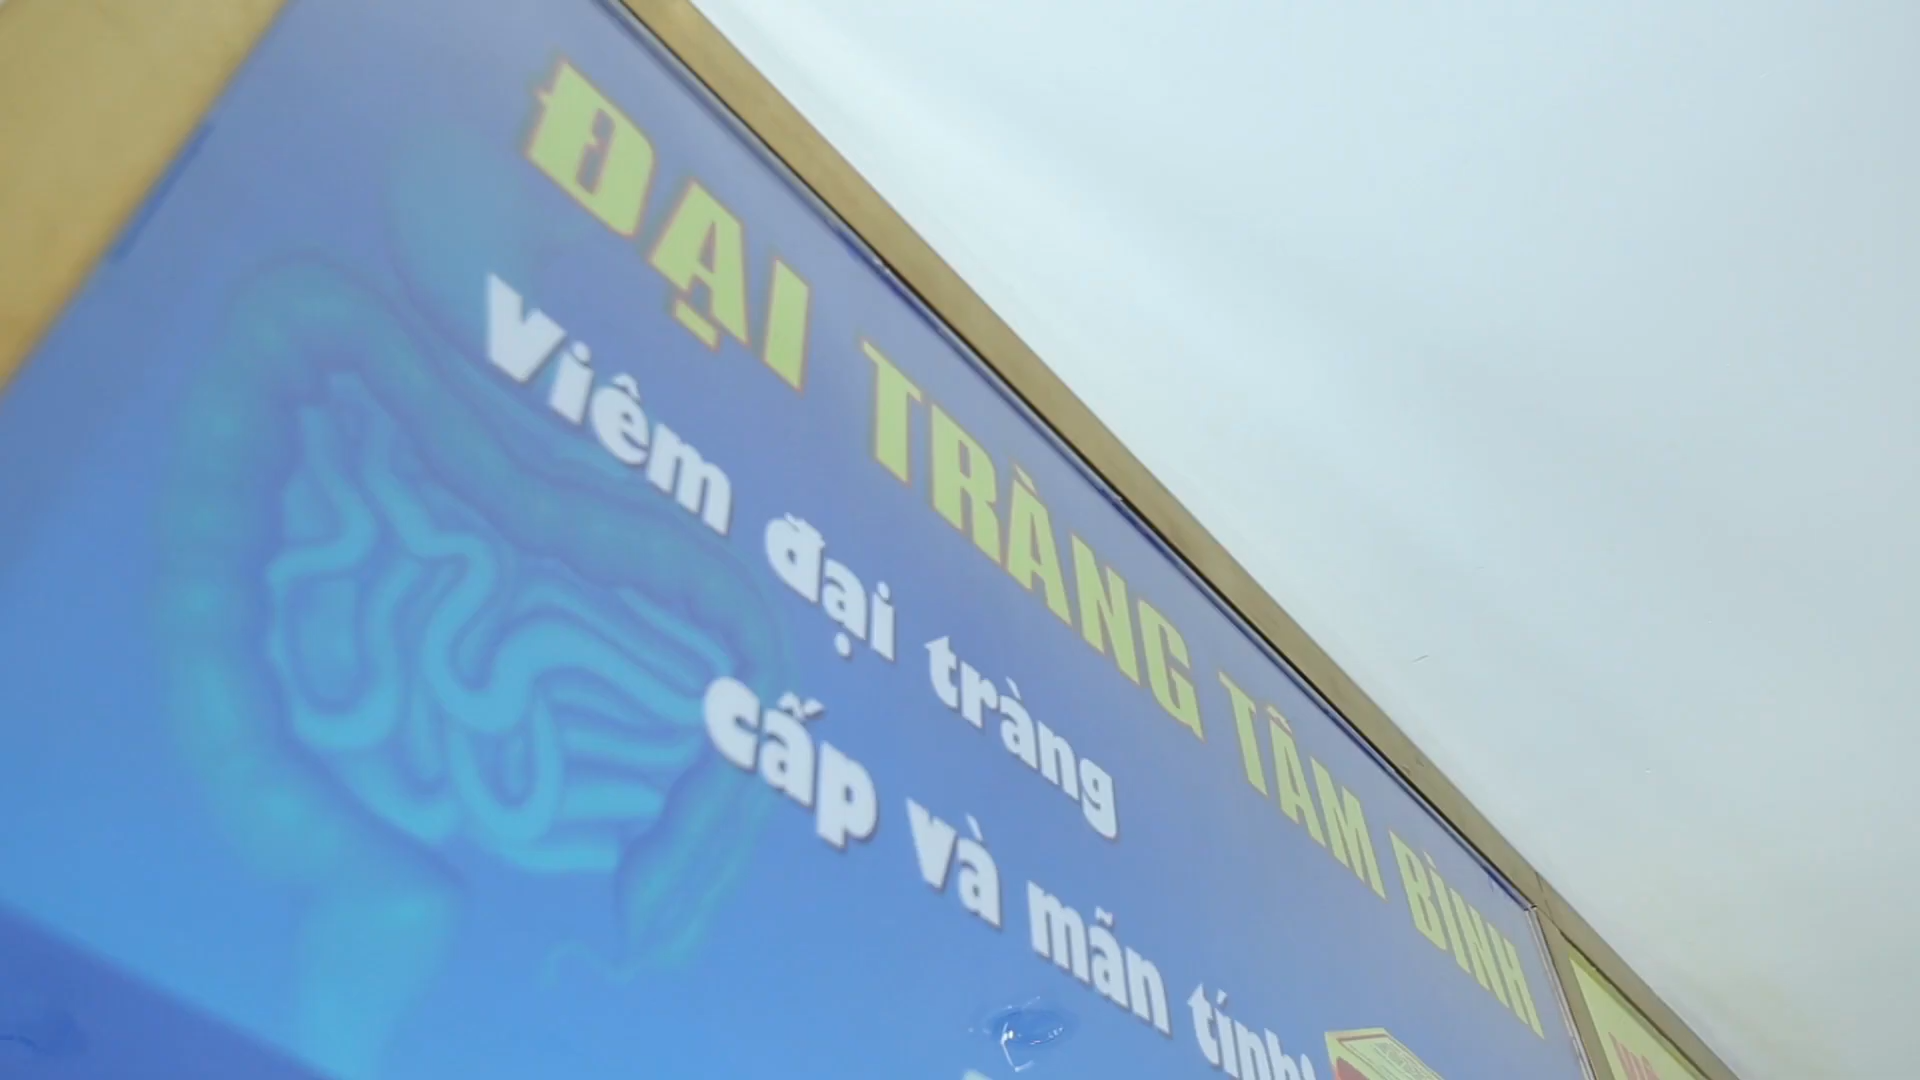 ĐẠI TRÀNG TÂM BÌNH
Viêm đại tràng
cấp và mãn tính